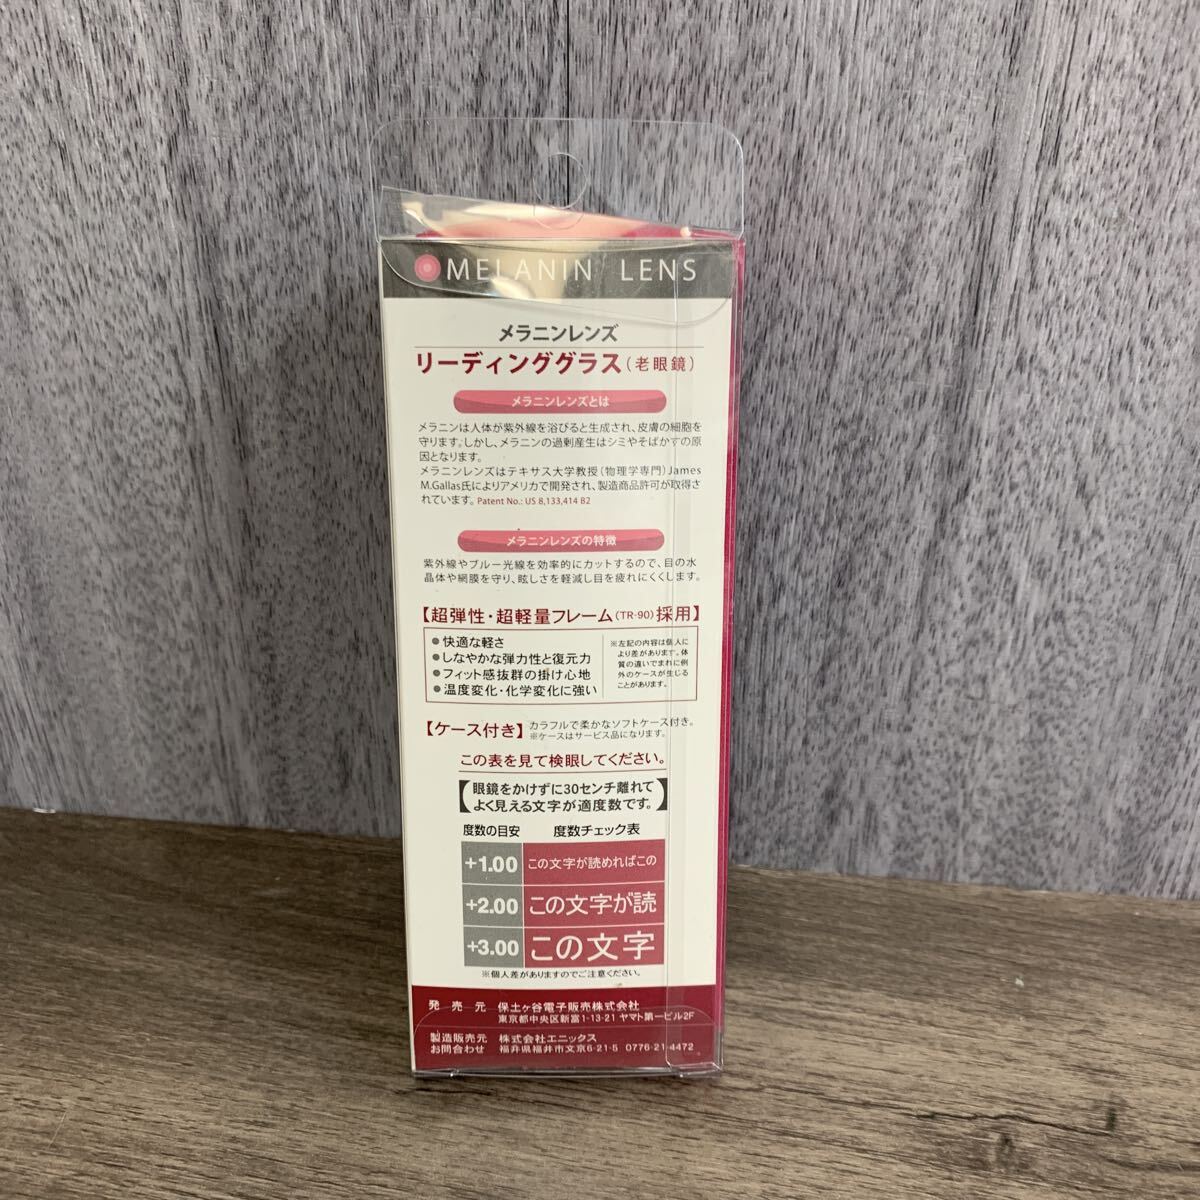 MELANIN LENS
メラニンレンズ
リーディンググラス(老眼鏡)
メラニンレンズとは
メラニンは人体が紫外線を浴びると生成され、皮膚の細胞を
守ります。しかし、メラニンの過剰産生はシミやそばかすの原
因となります。
メラニンレンズはテキサス大学教授(物理学専門)James
M.Gallas氏によりアメリカで開発され、製造商品許可が取得さ
れています。Patent No.: US 8,133,414 B2
メラニンレンズの特徴
紫外線やブルー光線を効率的にカットするので、目の水
晶体や網膜を守り、眩しさを軽減し目を疲れにくくします。
【超弾性・超軽量フレーム(TR-90)採用】
●快適な軽さ
●しなやかな弾力性と復元力
●フィット感抜群の掛け心地
●温度変化・化学変化に強い
※左記の内容は個人に
より差があります。体
質の違いでまれに例
外のケースが生じる
ことがあります。
【ケース付き】カラフルで柔かなソフトケース付き。
※ケースはサービス品になります。
この表を見て検眼してください。
【眼鏡をかけずに30センチ離れて
よく見える文字が適度数です。】
度数の目安 度数チェック表
+1.00 この文字が読めればこの
+2.00 この文字が読
+3.00 この文字
※個人差がありますのでご注意ください。
発売元 保土ヶ谷電子販売株式会社
東京都中央区新富1-13-21 ヤマト第一ビル2F
製造販売元 株式会社エニックス
お問合わせ 福井県福井市文京6-21-5 0776-21-4472